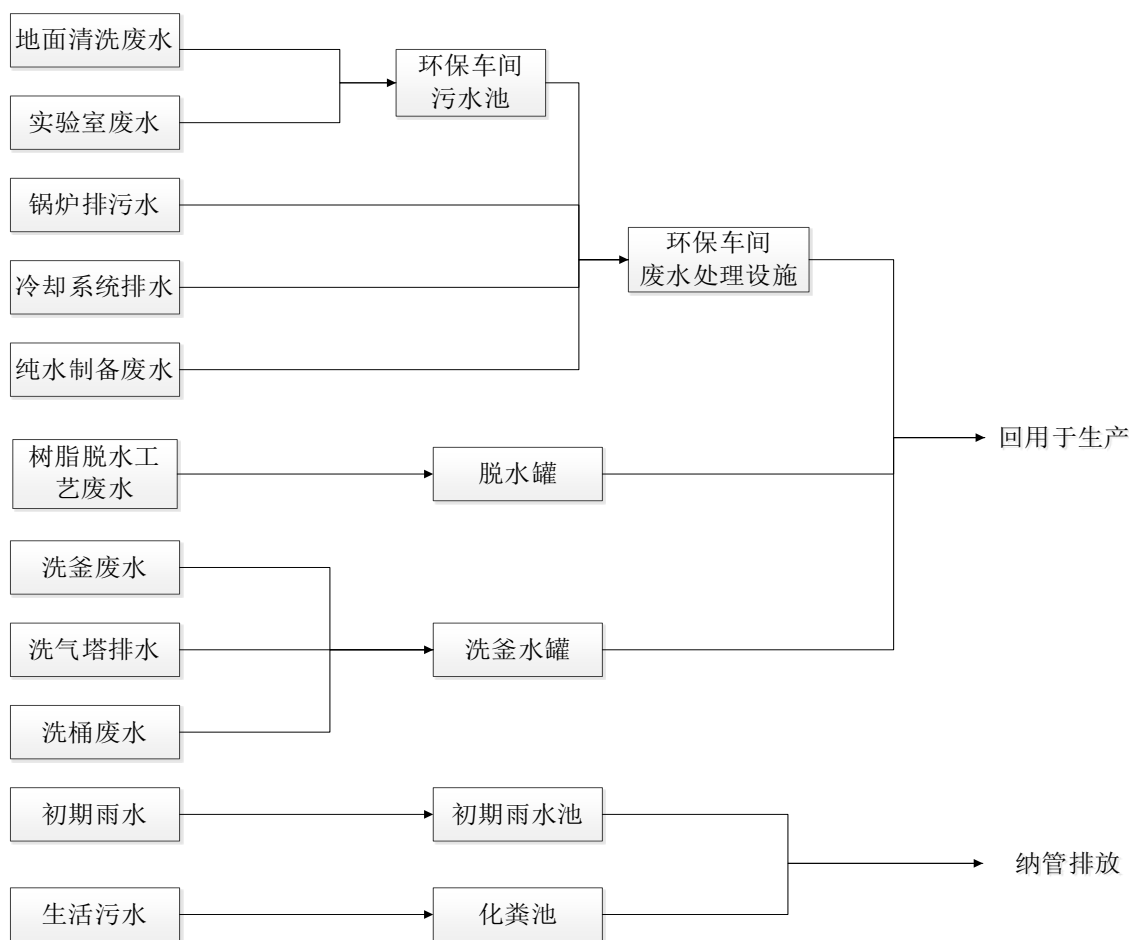 地面清洗废水
环保车间
污水池
实验室废水
锅炉排污水
环保车间
废水处理设施
冷却系统排水
纯水制备废水
回用于生产
树脂脱水工
艺废水
脱水罐
洗釜废水
洗气塔排水
洗釜水罐
洗桶废水
初期雨水
初期雨水池
纳管排放
生活污水
化粪池